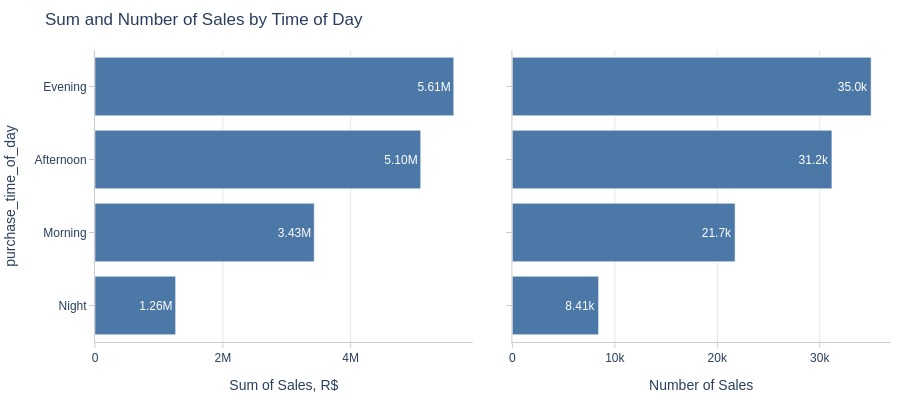 Sum and Number of Sales by Time of Day
purchase_time_of_day
Evening
5.61M
35.0k
Afternoon
5.10M
31.2k
Morning
3.43M
21.7k
Night
1.26M
8.41k
0
2M
4M
0
10k
20k
30k
Sum of Sales, R$
Number of Sales